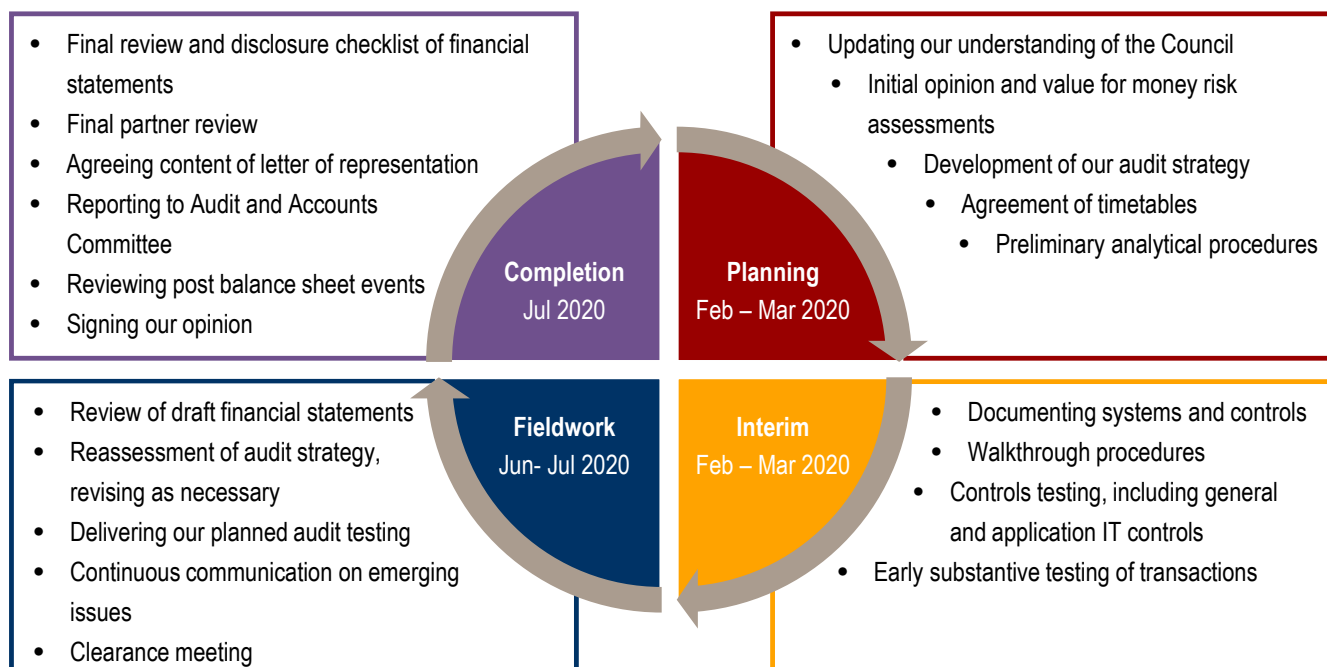 • Final review and disclosure checklist of financial
statements
• Final partner review
• Agreeing content of letter of representation
• Reporting to Audit and Accounts
Committee
• Reviewing post balance sheet events
• Signing our opinion
Completion
Jul 2020
• Updating our understanding of the Council
• Initial opinion and value for money risk
assessments
• Development of our audit strategy
• Agreement of timetables
• Preliminary analytical procedures
Planning
Feb – Mar 2020
• Review of draft financial statements
• Reassessment of audit strategy,
revising as necessary
• Delivering our planned audit testing
• Continuous communication on emerging
issues
• Clearance meeting
Fieldwork
Jun- Jul 2020
Interim
Feb – Mar 2020
• Documenting systems and controls
• Walkthrough procedures
• Controls testing, including general
and application IT controls
• Early substantive testing of transactions